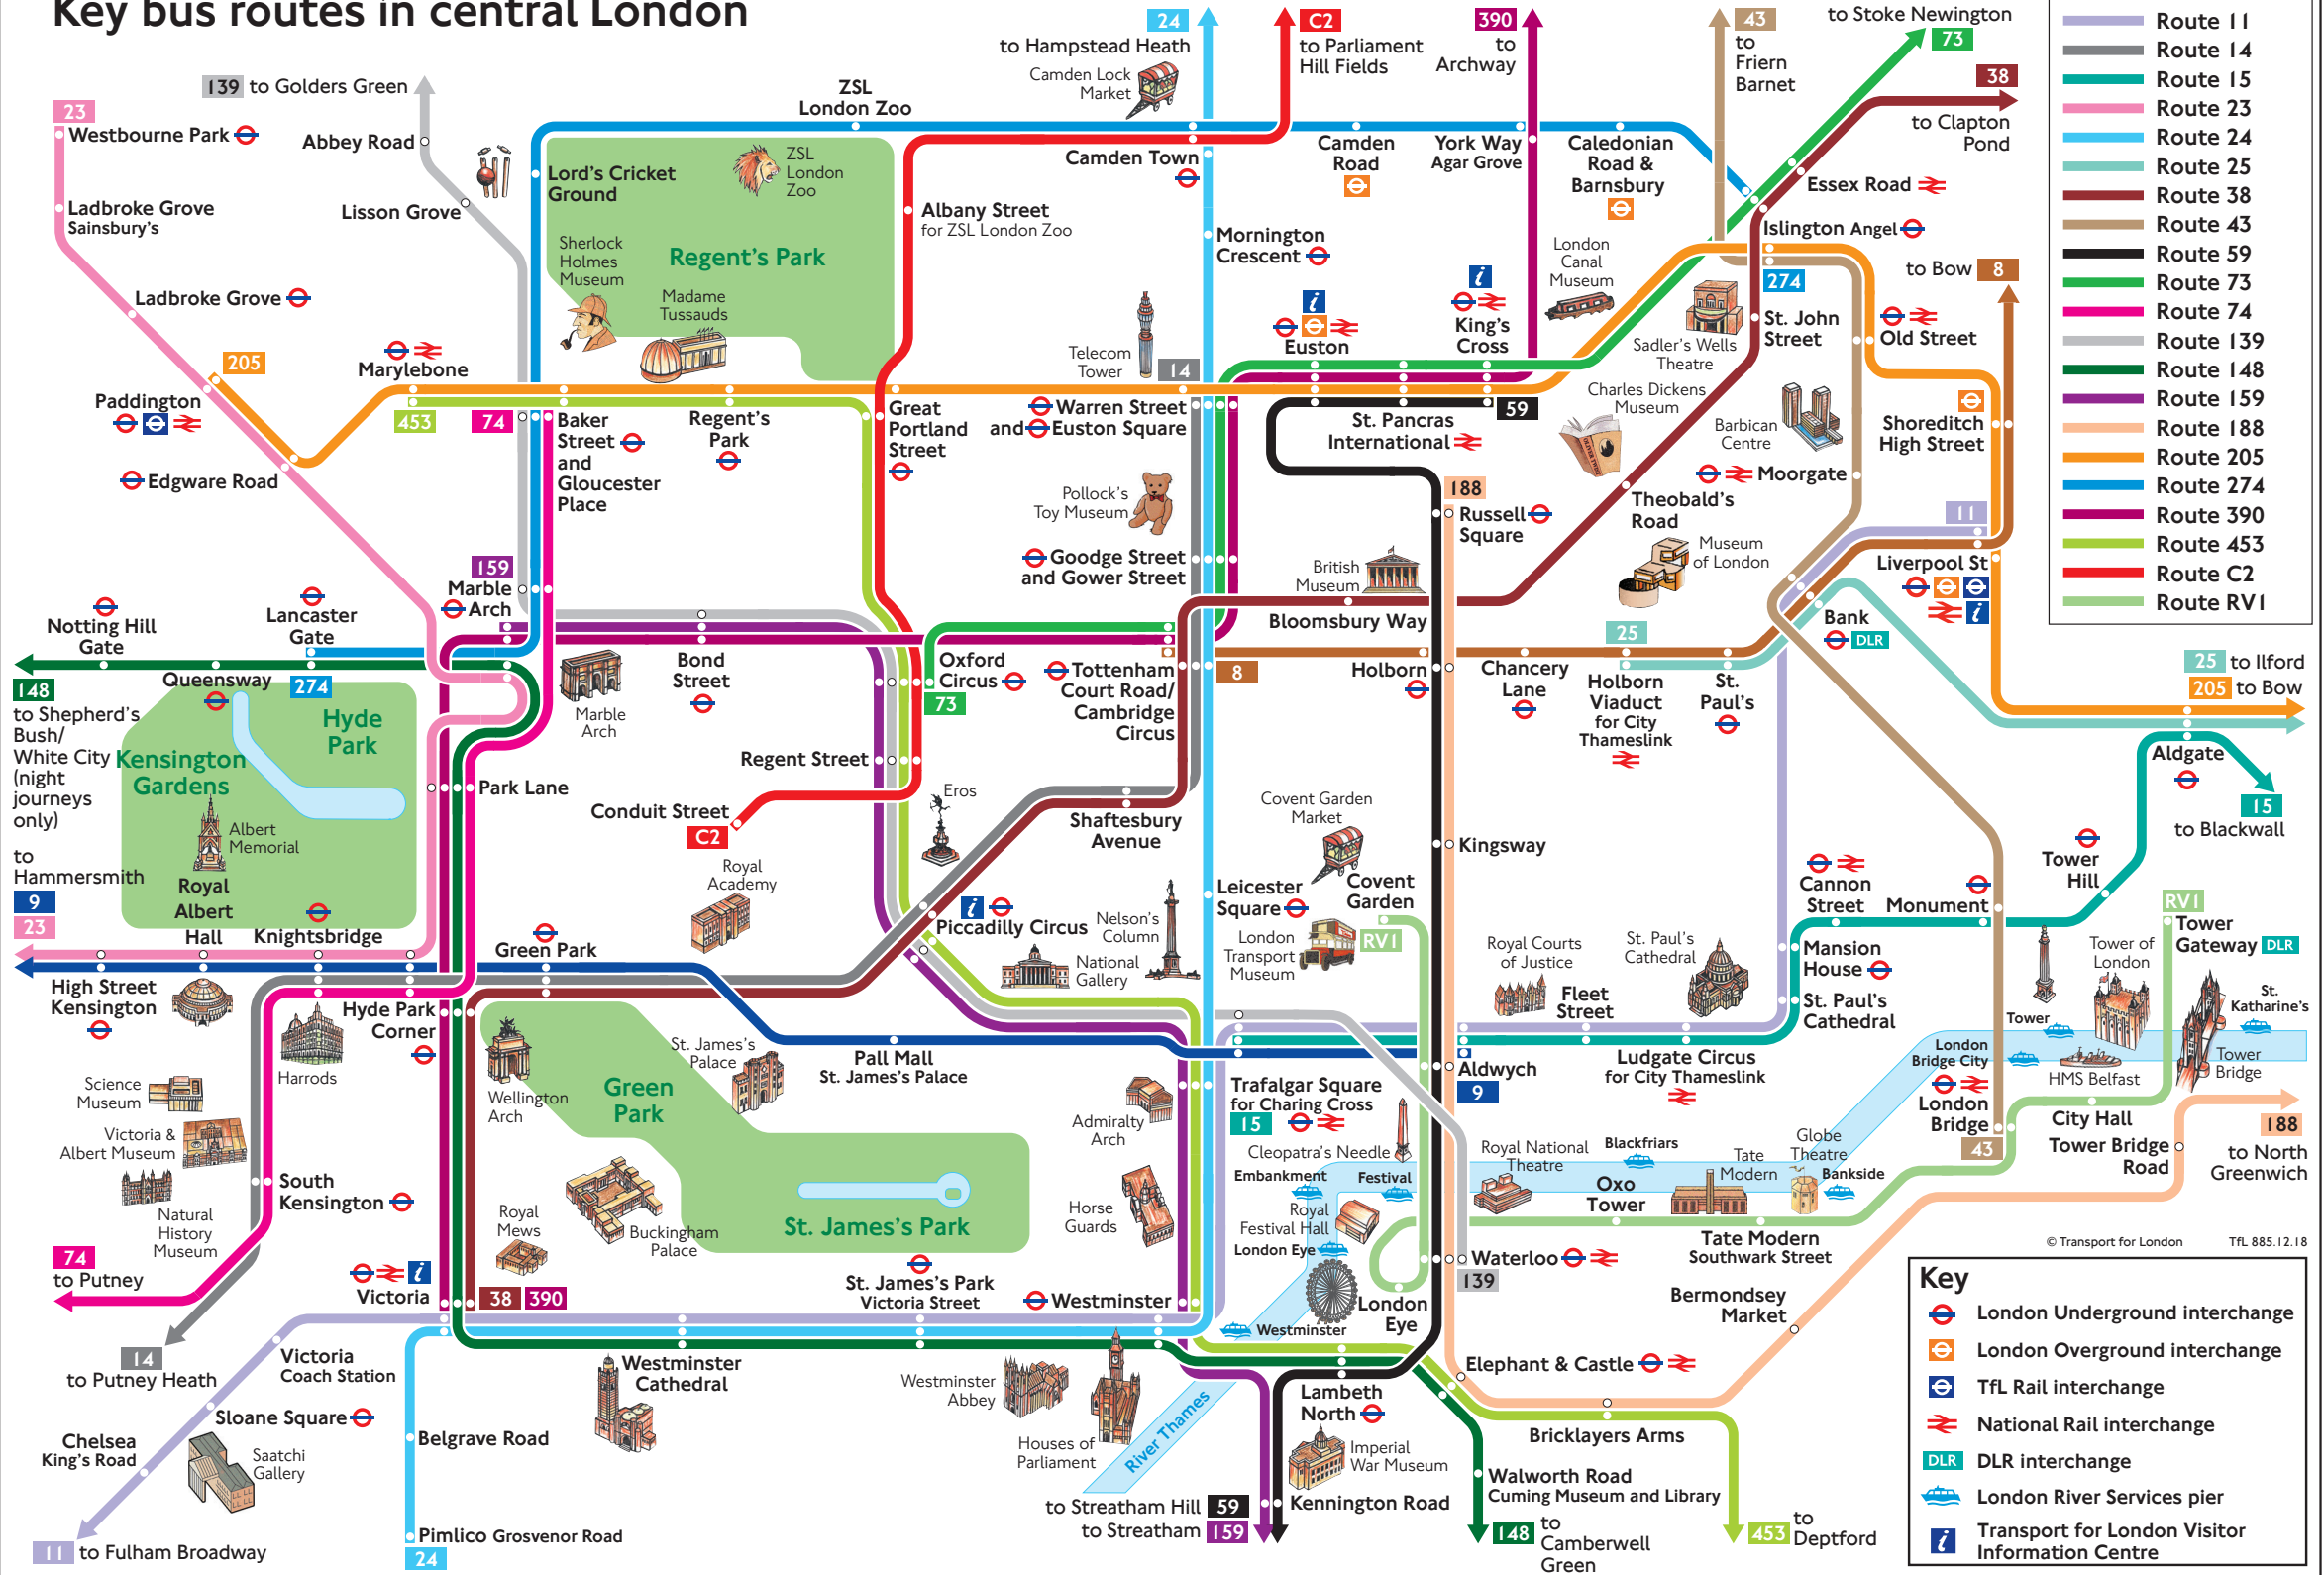 Key bus routes in central London
24
to Hampstead Heath
Camden Lock
Market
C2
to Parliament
Hill Fields
390
to
Archway
43
to
Friern
Barnet
to Stoke Newington
73
38
to Clapton
Pond
139 to Golders Green
23
Westbourne Park
Abbey Road
Ladbroke Grove
Sainsbury's
Lisson Grove
Ladbroke Grove
205
Paddington
Edgware Road
Marylebone
453
74
ZSL
London Zoo
Lord's Cricket
Ground
ZSL
London
Zoo
Sherlock
Holmes
Museum
Regent's Park
Madame
Tussauds
Albany Street
for ZSL London Zoo
Camden Town
Camden
Road
York Way
Agar Grove
Caledonian
Road &
Barnsbury
Essex Road
Islington Angel
274
to Bow 8
Mornington
Crescent
London
Canal
Museum
Euston
King's
Cross
Telecom
Tower
14
Sadler's Wells
Theatre
St. John
Street
Old Street
Baker
Street
and
Gloucester
Place
Regent's
Park
Great
Portland
Street
Warren Street
and Euston Square
St. Pancras
International
59
Charles Dickens
Museum
Barbican
Centre
Shoreditch
High Street
Moorgate
Pollock's
Toy Museum
188
Russell
Square
Theobald's
Road
Museum
of London
11
Liverpool St
Goodge Street
and Gower Street
British
Museum
159
Marble
Arch
Bloomsbury Way
Bank
DLR
Notting Hill
Gate
Lancaster
Gate
Queensway
274
148
to Shepherd's
Bush/
White City
(night
journeys
only)
Hyde
Park
Kensington
Gardens
Albert
Memorial
Royal
Albert
Hall
Knightsbridge
Marble
Arch
Bond
Street
Oxford
Circus
73
Tottenham
Court Road/
Cambridge
Circus
8
Holborn
Chancery
Lane
25
Holborn
Viaduct
for City
Thameslink
St.
Paul's
25 to Ilford
205 to Bow
Aldgate
15
to Blackwall
Park Lane
Regent Street
Conduit Street
C2
Eros
Shaftesbury
Avenue
Covent Garden
Market
Kingsway
Royal
Academy
to
Hammersmith
9
23
Green Park
Piccadilly Circus
Nelson's
Column
National
Gallery
Leicester
Square
London
Transport
Museum
Covent
Garden
RV1
Royal Courts
of Justice
Fleet
Street
St. Paul's
Cathedral
Cannon
Street
Monument
Tower
Hill
RV1
Tower
Gateway DLR
Mansion
House
St. Paul's
Cathedral
Tower of
London
St.
Katharine's
Tower
Tower
Bridge
London
Bridge City
HMS Belfast
High Street
Kensington
Harrods
Hyde Park
Corner
Wellington
Arch
Green
Park
St. James's
Palace
Pall Mall
St. James's Palace
Admiralty
Arch
Trafalgar Square
for Charing Cross
15
Aldwych
9
Ludgate Circus
for City Thameslink
London
Bridge
43
City Hall
Tower Bridge
Road
188
to North
Greenwich
Science
Museum
Victoria &
Albert Museum
Natural
History
Museum
South
Kensington
Royal
Mews
Buckingham
Palace
St. James's Park
Horse
Guards
Cleopatra's Needle
Embankment
Festival
Royal
Festival Hall
London Eye
Royal National
Theatre
Blackfriars
Oxo
Tower
Tate
Modern
Globe
Theatre
Bankside
Tate Modern
Southwark Street
Waterloo
139
London
Eye
74
to Putney
Victoria
38
390
St. James's Park
Victoria Street
Westminster
Westminster
Bermondsey
Market
14
to Putney Heath
Victoria
Coach Station
Sloane Square
Chelsea
King's Road
Saatchi
Gallery
11 to Fulham Broadway
Belgrave Road
Pimlico Grosvenor Road
24
Westminster
Cathedral
Westminster
Abbey
Houses of
Parliament
River Thames
Lambeth
North
Imperial
War Museum
Elephant & Castle
Bricklayers Arms
Walworth Road
Cuming Museum and Library
Kennington Road
to Streatham Hill 59
to Streatham 159
148 to
Camberwell
Green
453 to
Deptford
Route 11
Route 14
Route 15
Route 23
Route 24
Route 25
Route 38
Route 43
Route 59
Route 73
Route 74
Route 139
Route 148
Route 159
Route 188
Route 205
Route 274
Route 390
Route 453
Route C2
Route RV1
© Transport for London TfL 885.12.18
Key
London Underground interchange
London Overground interchange
TfL Rail interchange
National Rail interchange
DLR DLR interchange
London River Services pier
i Transport for London Visitor
Information Centre